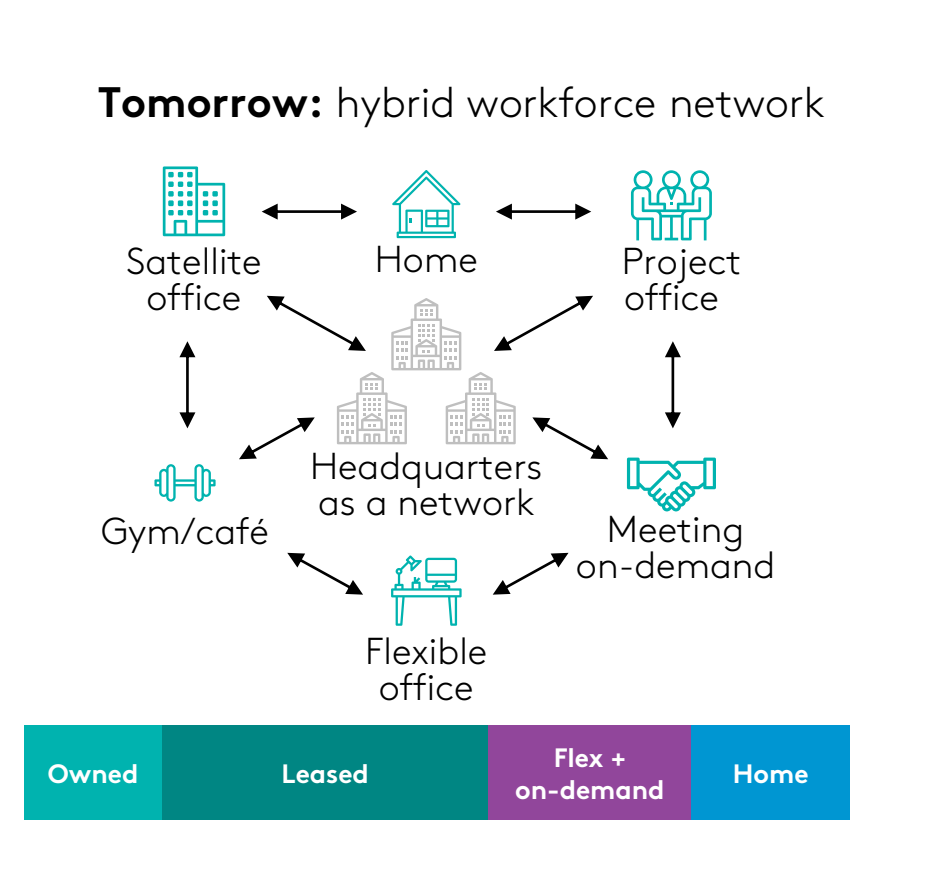 Tomorrow: hybrid workforce network
Satellite
office
Home
Project
office
Headquarters
as a network
Gym/café
Meeting
on-demand
Flexible
office
Owned
Leased
Flex +
on-demand
Home